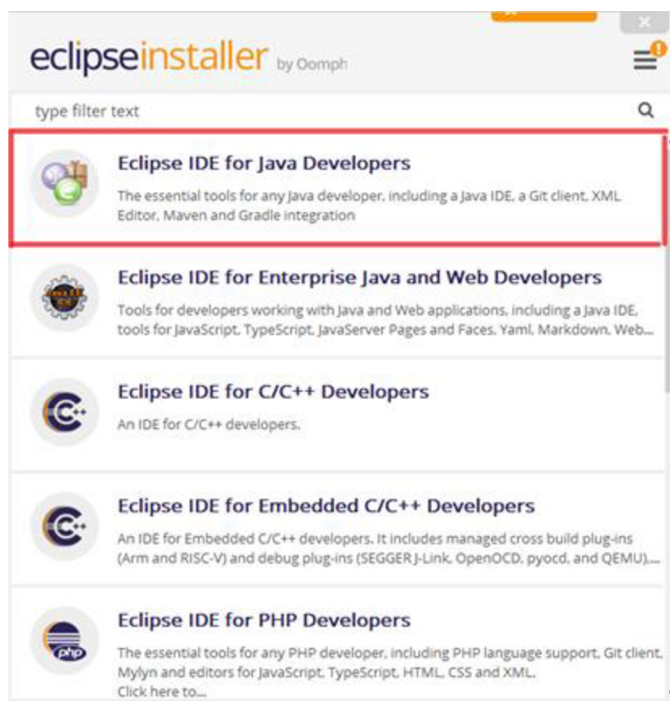 eclipseinstaller by Oomph
type filter text
Eclipse IDE for Java Developers
The essential tools for any Java developer, including a Java IDE, a Git client, XML
Editor, Maven and Gradle integration
Eclipse IDE for Enterprise Java and Web Developers
Tools for developers working with Java and Web applications, including a Java IDE,
tools for JavaScript, TypeScript, JavaServer Pages and Faces, Yaml, Markdown, Web...
Eclipse IDE for C/C++ Developers
An IDE for C/C++ developers.
Eclipse IDE for Embedded C/C++ Developers
An IDE for Embedded C/C++ developers. It includes managed cross build plug-ins
(Arm and RISC-V) and debug plug-ins (SEGGER J-Link, OpenOCD, pyocd, and QEMU),...
php
Eclipse IDE for PHP Developers
The essential tools for any PHP developer, including PHP language support, Git client,
Mylyn and editors for JavaScript, TypeScript, HTML, CSS and XML.
Click here to...